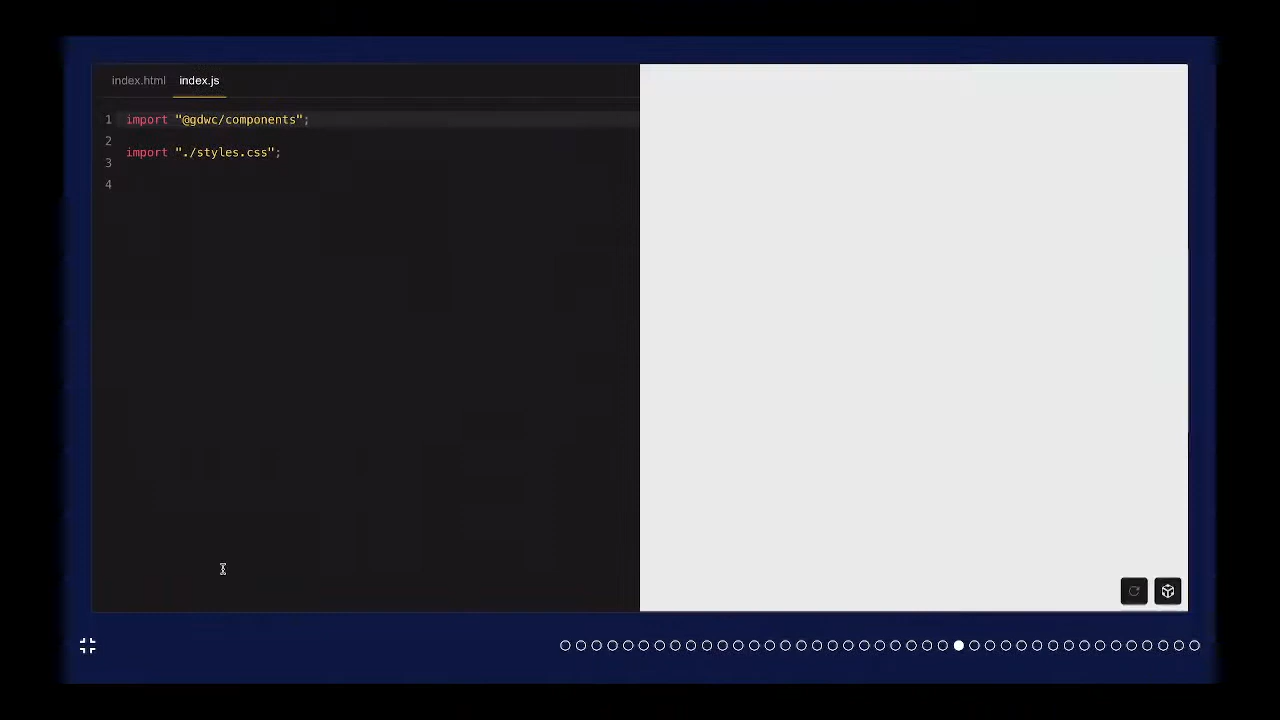 index.html index.js
1 import "@gdwc/components";
2
3 import "./styles.css";
4